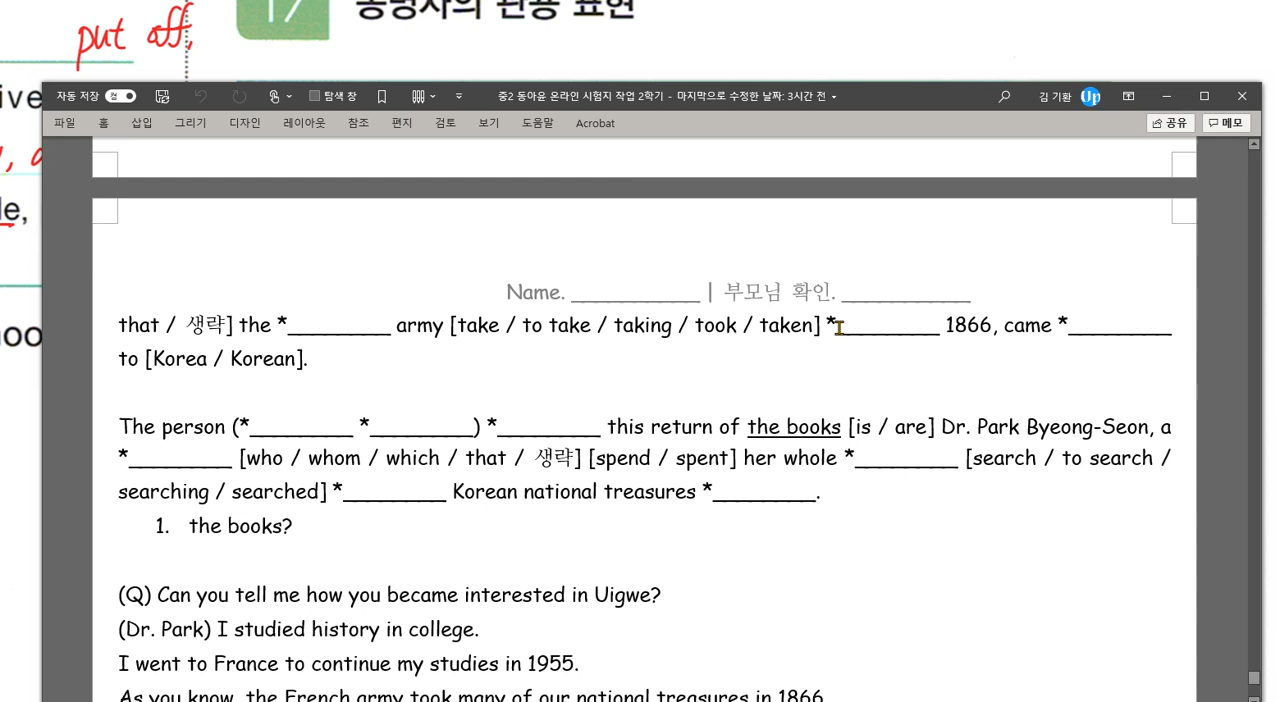 put off,
17 동명사의 관용 표현
ive
le,
자동 저장 컴 탐색 창 중2 동아윤 온라인 시험지 작업 2학기 - 마지막으로 수정한 날짜: 3시간 전 김 기환 Up
파일 홈 삽입 그리기 디자인 레이아웃 참조 편지 검토 보기 도움말 Acrobat 공유 메모
Name. __________ | 부모님 확인. __________
that / 생략] the *________ army [take / to take / taking / took / taken] *________ 1866, came *________
oo
to [Korea / Korean].
The person (*________ *________) *________ this return of the books [is / are] Dr. Park Byeong-Seon, a
*________ [who / whom / which / that / 생략] [spend / spent] her whole *________ [search / to search /
searching / searched] *________ Korean national treasures *________.
1. the books?
(Q) Can you tell me how you became interested in Uigwe?
(Dr. Park) I studied history in college.
I went to France to continue my studies in 1955.
As you know, the French army took many of our national treasures in 1866